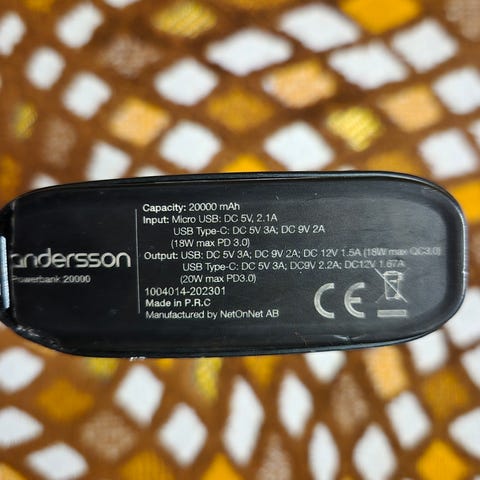 andersson
Powerbank 20000
Capacity: 20000 mAh
Input: Micro USB: DC 5V, 2.1A
USB Type-C: DC 5V 3A; DC 9V 2A
(18W max PD 3.0)
Output: USB: DC 5V 3A; DC 9V 2A; DC 12V 1.5A (18W max QC3.0)
USB Type-C: DC 5V 3A; DC9V 2.2A; DC12V 1.67A
(20W max PD3.0)
1004014-202301
Made in P.R.C
Manufactured by NetOnNet AB
CE